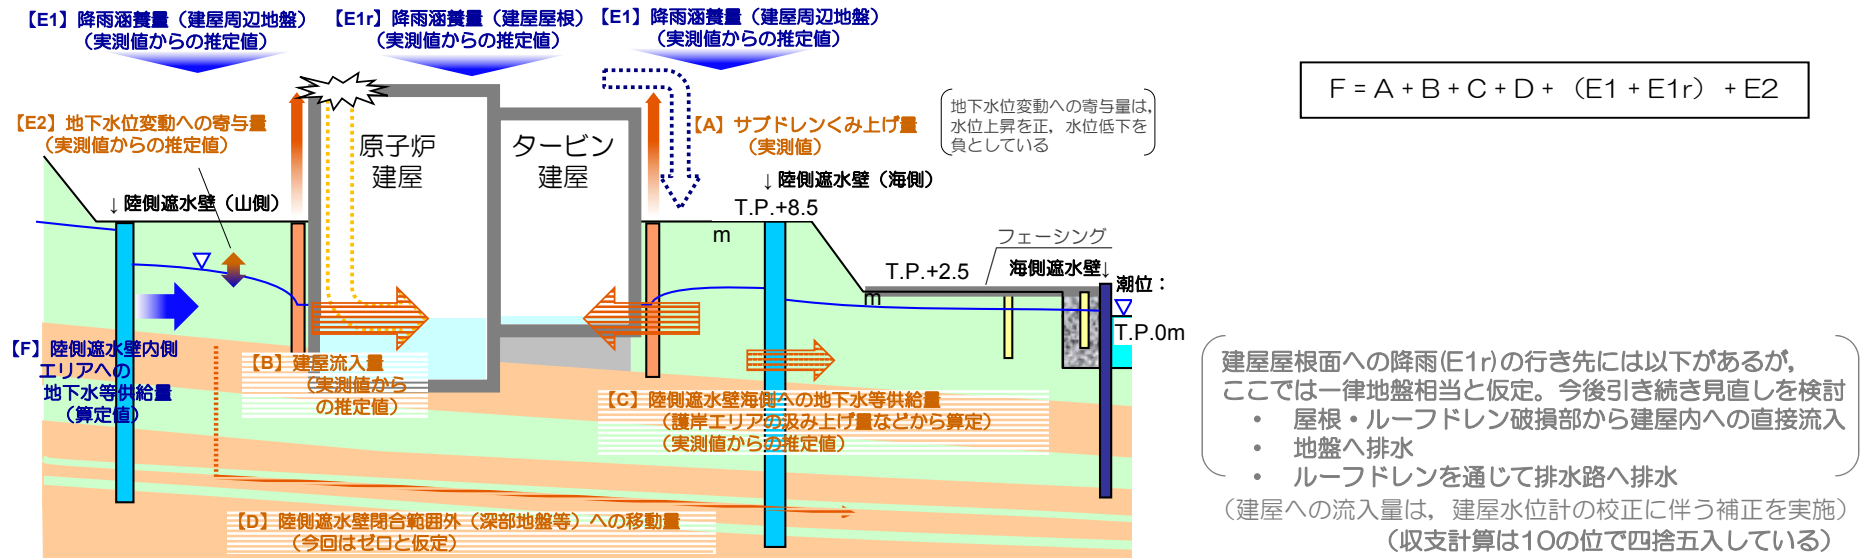 【E1】降雨涵養量（建屋周辺地盤）
（実測値からの推定値）
【E1r】降雨涵養量（建屋屋根）
（実測値からの推定値）
【E1】降雨涵養量（建屋周辺地盤）
（実測値からの推定値）
F = A + B + C + D + （E1 + E1r） + E2
【E2】地下水位変動への寄与量
（実測値からの推定値）
原子炉
建屋
タービン
建屋
【A】サブドレンくみ上げ量
（実測値）
地下水位変動への寄与量は，
水位上昇を正，水位低下を
負としている
↓陸側遮水壁（山側）
↓陸側遮水壁（海側）
T.P.+8.5
m
フェーシング
T.P.+2.5
m
海側遮水壁↓
潮位：
T.P.0m
【F】陸側遮水壁内側
エリアへの
地下水等供給量
（算定値）
【B】建屋流入量
（実測値から
の推定値）
【C】陸側遮水壁海側への地下水等供給量
（護岸エリアの汲み上げ量などから算定）
（実測値からの推定値）
【D】陸側遮水壁閉合範囲外（深部地盤等）への移動量
（今回はゼロと仮定）
建屋屋根面への降雨(E1r)の行き先には以下があるが，
ここでは一律地盤相当と仮定。今後引き続き見直しを検討
・ 屋根・ルーフドレン破損部から建屋内への直接流入
・ 地盤へ排水
・ ルーフドレンを通じて排水路へ排水
（建屋への流入量は，建屋水位計の校正に伴う補正を実施）
（収支計算は10の位で四捨五入している）